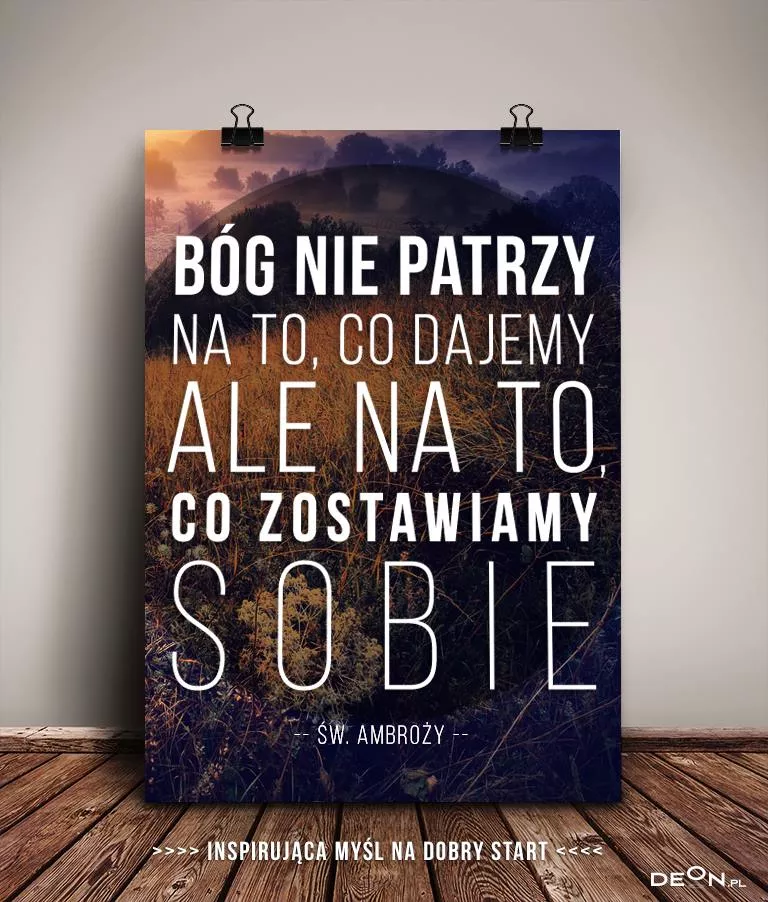 BÓG NIE PATRZY
NA TO, CO DAJEMY
ALE NA TO,
CO ZOSTAWIAMY
SOBIE
-- ŚW. AMBROŻY --
>>>> INSPIRUJĄCA MYŚL NA DOBRY START <<<<
DEON.PL